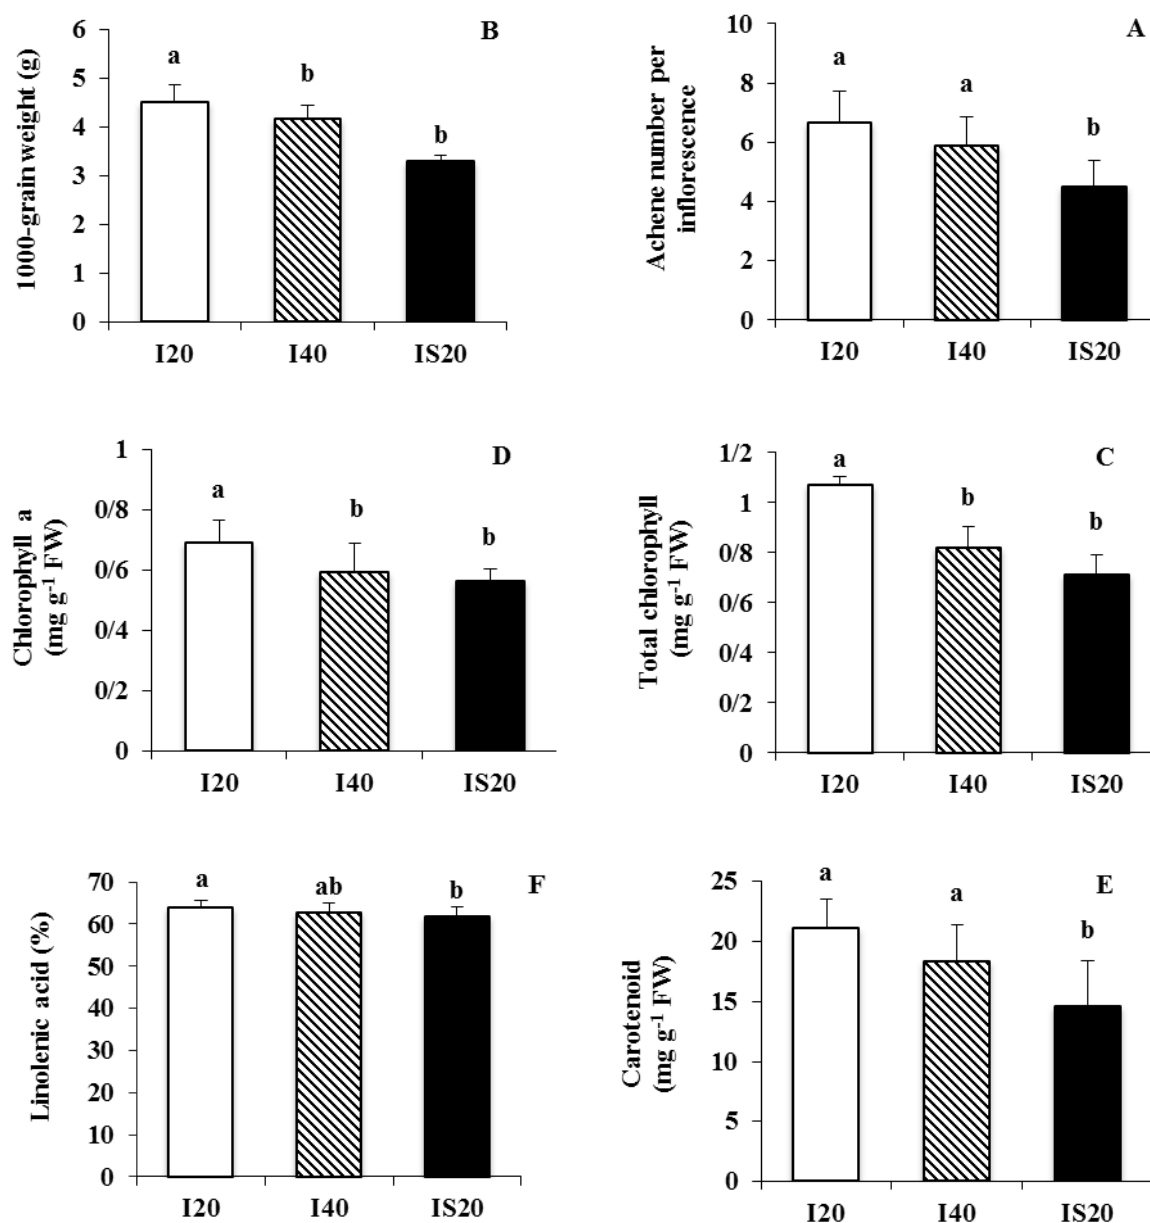 B
1000-grain weight (g)
6
5
4
3
2
1
0
a
b
b
I20 I40 IS20
A
Achene number per
inflorescence
10
8
6
4
2
0
a
a
b
I20 I40 IS20
D
Chlorophyll a
(mg g-1 FW)
1
0/8
0/6
0/4
0/2
0
a
b
b
I20 I40 IS20
C
Total chlorophyll
(mg g-1 FW)
1/2
1
0/8
0/6
0/4
0/2
0
a
b
b
I20 I40 IS20
F
Linolenic acid (%)
70
60
50
40
30
20
10
0
a
ab
b
I20 I40 IS20
E
Carotenoid
(mg g-1 FW)
25
20
15
10
5
0
a
a
b
I20 I40 IS20